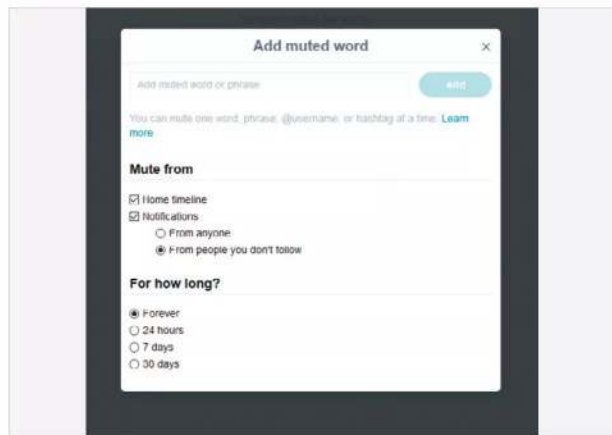 Add muted word
×
Add muted word or phrase
Add
You can mute one word, phrase, @username, or hashtag at a time. Learn
more
Mute from
Home timeline
Notifications
From anyone
From people you don't follow
For how long?
Forever
24 hours
7 days
30 days